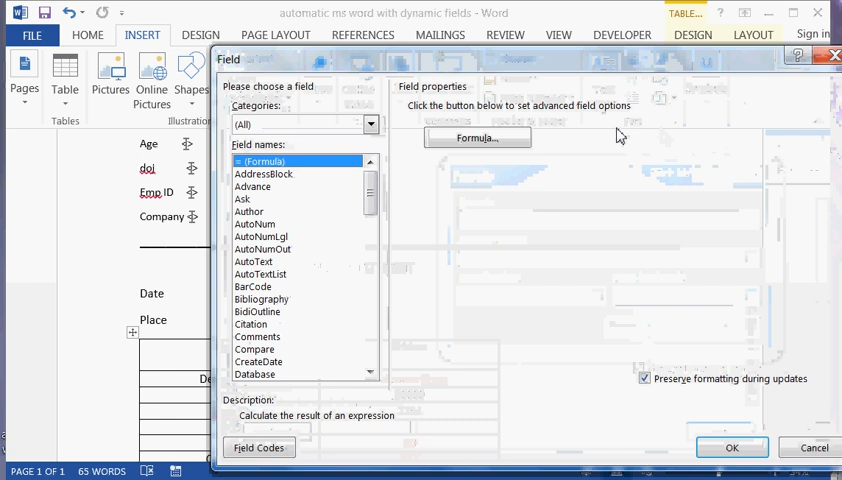 automatic ms word with dynamic fields - Word
TABLE...
Sign in
FILE HOME INSERT DESIGN PAGE LAYOUT REFERENCES MAILINGS REVIEW VIEW DEVELOPER DESIGN LAYOUT
Pages
Table
Pictures
Online Pictures
Shapes
Tables
Illustration
Age
doj
Emp ID
Company
Date
Place
De
Field
Please choose a field
Categories:
(All)
Field names:
= (Formula)
AddressBlock
Advance
Ask
Author
AutoNum
AutoNumLgl
AutoNumOut
AutoText
AutoTextList
BarCode
Bibliography
BidiOutline
Citation
Comments
Compare
CreateDate
Database
Description:
Calculate the result of an expression
Field Codes
Field properties
Click the button below to set advanced field options
Formula...
Preserve formatting during updates
OK
Cancel
PAGE 1 OF 1 65 WORDS